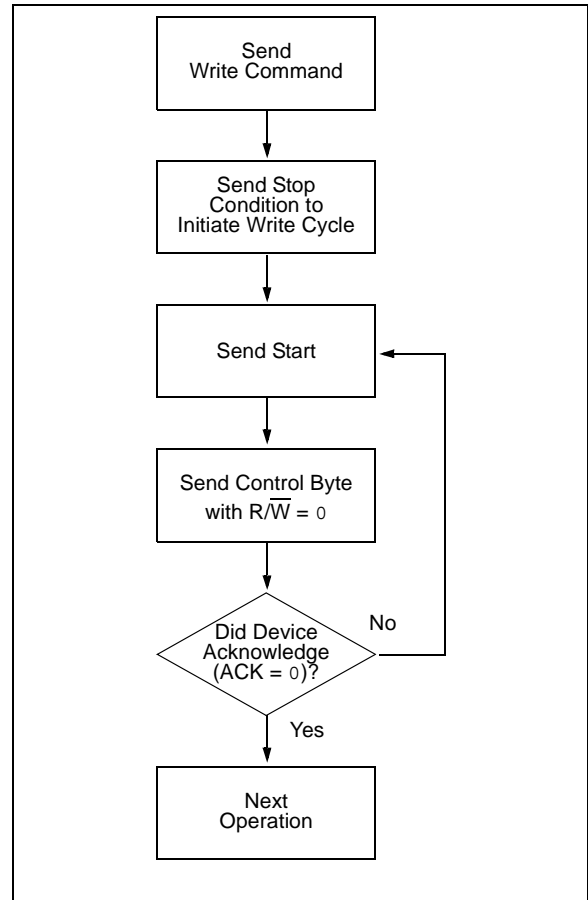 Send
Write Command
Send Stop
Condition to
Initiate Write Cycle
Send Start
Send Control Byte
with R/W̅ = 0
Did Device
Acknowledge
(ACK = 0)?
No
Yes
Next
Operation